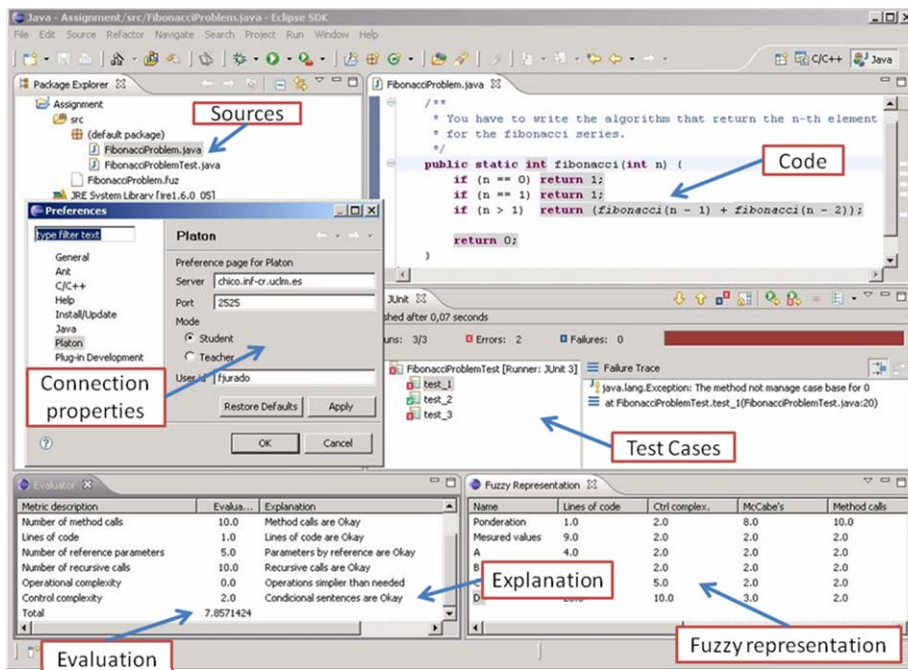 Java - Assignment/src/FibonacciProblem.java - Eclipse SDK
File Edit Source Refactor Navigate Search Project Run Window Help
C/C++ Java
Package Explorer
Assignment
src
(default package)
FibonacciProblem.java
FibonacciProblemTest.java
FibonacciProblem.fuz
JRE System Library [jre1.6.0_05]
Sources
FibonacciProblem.java
/**
* You have to write the algorithm that return the n-th element
* for the fibonacci series.
*/
public static int fibonacci(int n) {
if (n == 0) return 1;
if (n == 1) return 1;
if (n > 1) return (fibonacci(n - 1) + fibonacci(n - 2));
return 0;
}
Code
Preferences
type filter text
General
Ant
C/C++
Help
Install/Update
Java
Platon
Plug-in Development
Platon
Preference page for Platon
Server chico.inf-cr.uclm.es
Port 2525
Mode
Student
Teacher
User id fjurado
Restore Defaults Apply
OK Cancel
Connection
properties
JUnit
shed after 0,07 seconds
uns: 3/3 Errors: 2 Failures: 0
FibonacciProblemTest [Runner: JUnit 3]
test_1
test_2
test_3
Failure Trace
java.lang.Exception: The method not manage case base for 0
at FibonacciProblemTest.test_1(FibonacciProblemTest.java:20)
Test Cases
Evaluator
Metric description Evalua... Explanation
Number of method calls 10.0 Method calls are Okay
Lines of code 1.0 Lines of code are Okay
Number of reference parameters 5.0 Parameters by reference are Okay
Number of recursive calls 10.0 Recursive calls are Okay
Operational complexity 0.0 Operations simplier than needed
Control complexity 2.0 Condicional sentences are Okay
Total 7.8571424
Explanation
Evaluation
Fuzzy Representation
Name Lines of code Ctrl complex. McCabe's Method calls
Ponderation 1.0 2.0 8.0 10.0
Mesured values 9.0 2.0 2.0 2.0
A 4.0 2.0 2.0 2.0
B 2.0 2.0 2.0
5.0 2.0 2.0
D 10.0 3.0 2.0
Fuzzy representation